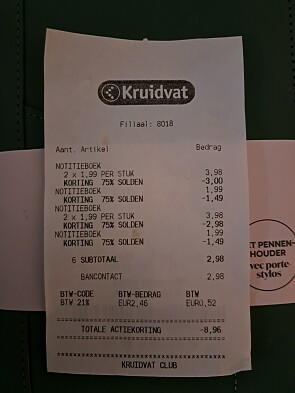 Kruidvat
Filiaal: 8018
Aant. Artikel Bedrag
NOTITIEBOEK
2 x 1,99 PER STUK 3,98
KORTING 75% SOLDEN -3,00
NOTITIEBOEK 1,99
KORTING 75% SOLDEN -1,49
NOTITIEBOEK
2 x 1,99 PER STUK 3,98
KORTING 75% SOLDEN -2,98
NOTITIEBOEK 1,99
KORTING 75% SOLDEN -1,49
6 SUBTOTAAL 2,98
BANCONTACT 2,98
BTW-CODE BTW-BEDRAG BTW
BTW 21% EUR2,46 EUR0,52
TOTALE ACTIEKORTING -8,96
KRUIDVAT CLUB
ET PENNEN-
HOUDER
vec porte-
stylos